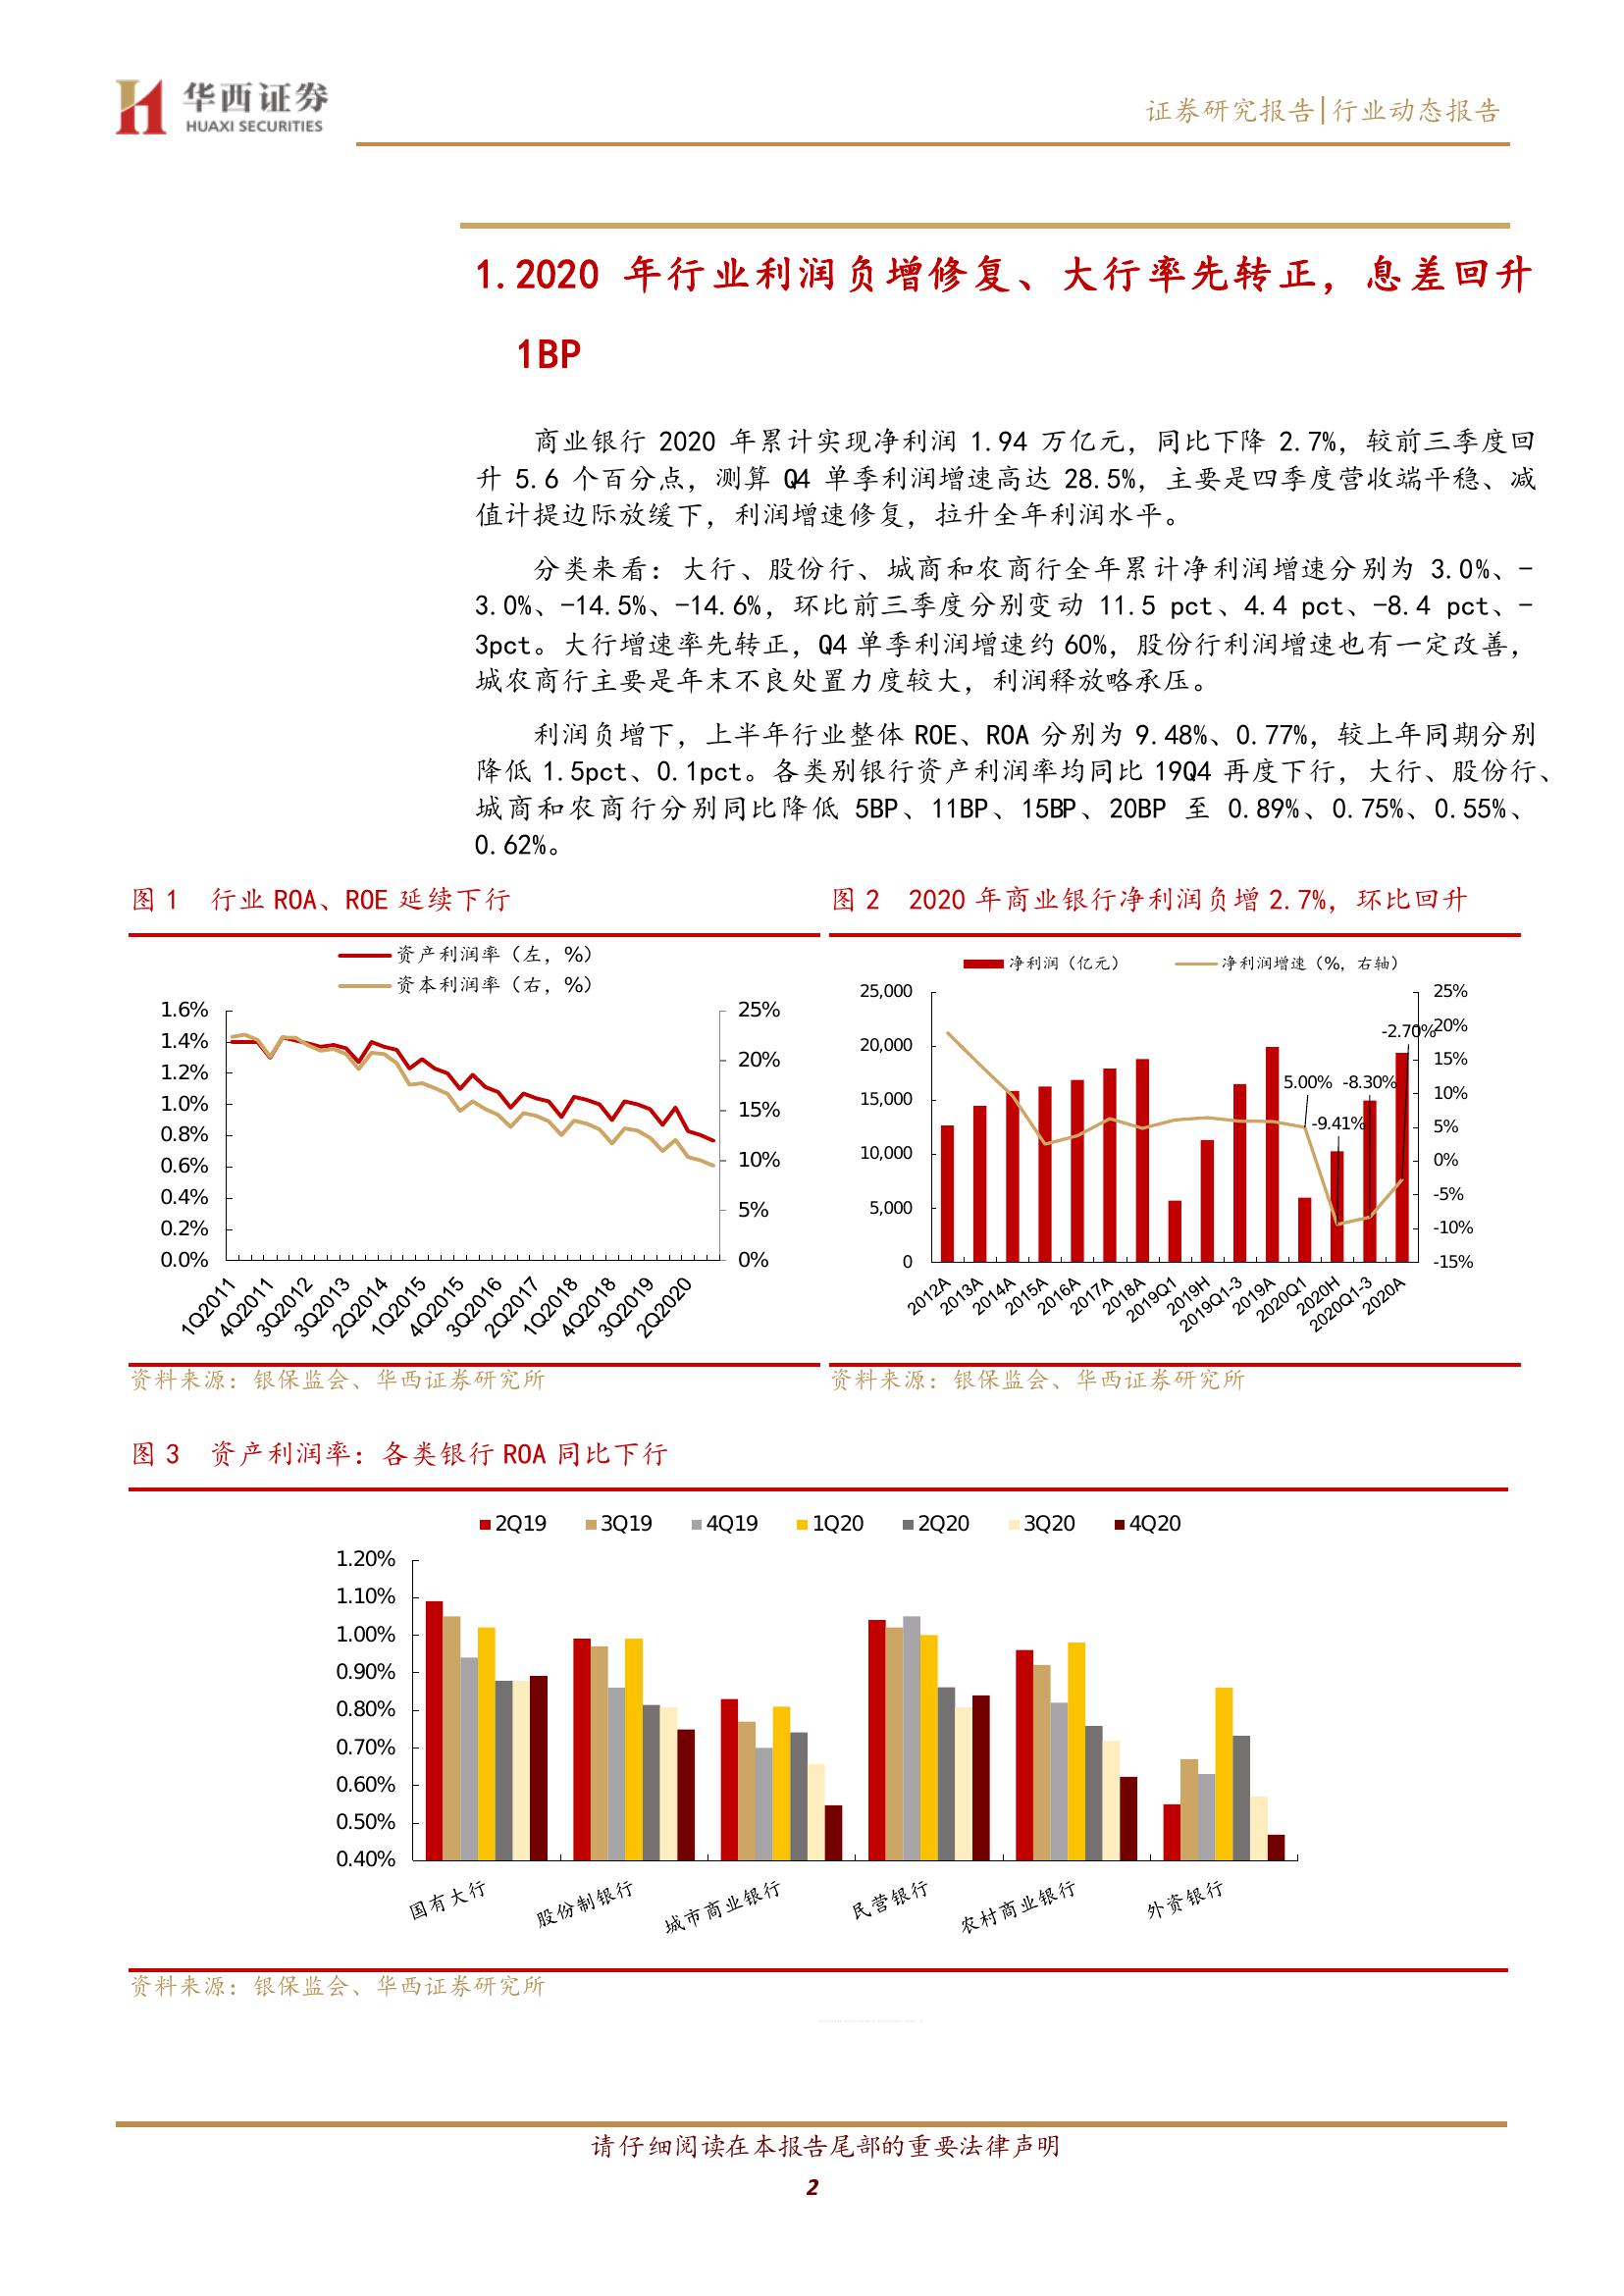 华西证券
HUAXI SECURITIES
证券研究报告|行业动态报告
1.2020 年行业利润负增修复、大行率先转正，息差回升
1BP
商业银行 2020 年累计实现净利润 1.94 万亿元，同比下降 2.7%，较前三季度回
升 5.6 个百分点，测算 Q4 单季利润增速高达 28.5%，主要是四季度营收端平稳、减
值计提边际放缓下，利润增速修复，拉升全年利润水平。
分类来看：大行、股份行、城商和农商行全年累计净利润增速分别为 3.0%、-
3.0%、-14.5%、-14.6%，环比前三季度分别变动 11.5 pct、4.4 pct、-8.4 pct、-
3pct。大行增速率先转正，Q4 单季利润增速约 60%，股份行利润增速也有一定改善，
城农商行主要是年末不良处置力度较大，利润释放略承压。
利润负增下，上半年行业整体 ROE、ROA 分别为 9.48%、0.77%，较上年同期分别
降低 1.5pct、0.1pct。各类别银行资产利润率均同比 19Q4 再度下行，大行、股份行、
城商和农商行分别同比降低 5BP、11BP、15BP、20BP 至 0.89%、0.75%、0.55%、
0.62%。
图 1 行业 ROA、ROE 延续下行
资产利润率（左，%）
资本利润率（右，%）
1.6%
1.4%
1.2%
1.0%
0.8%
0.6%
0.4%
0.2%
0.0%
25%
20%
15%
10%
5%
0%
1Q2011
4Q2011
3Q2012
3Q2013
2Q2014
1Q2015
4Q2015
3Q2016
2Q2017
1Q2018
4Q2018
3Q2019
2Q2020
资料来源：银保监会、华西证券研究所
图 2 2020 年商业银行净利润负增 2.7%，环比回升
净利润（亿元）
净利润增速（%，右轴）
25,000
20,000
15,000
10,000
5,000
0
25%
20%
15%
10%
5%
0%
-5%
-10%
-15%
5.00%
-9.41%
-8.30%
-2.70%
2012A
2013A
2014A
2015A
2016A
2017A
2018A
2019Q1
2019H
2019Q1-3
2019A
2020Q1
2020H
2020Q1-3
2020A
资料来源：银保监会、华西证券研究所
图 3 资产利润率：各类银行 ROA 同比下行
2Q19 3Q19 4Q19 1Q20 2Q20 3Q20 4Q20
1.20%
1.10%
1.00%
0.90%
0.80%
0.70%
0.60%
0.50%
0.40%
国有大行
股份制银行
城市商业银行
民营银行
农村商业银行
外资银行
资料来源：银保监会、华西证券研究所
请仔细阅读在本报告尾部的重要法律声明
2